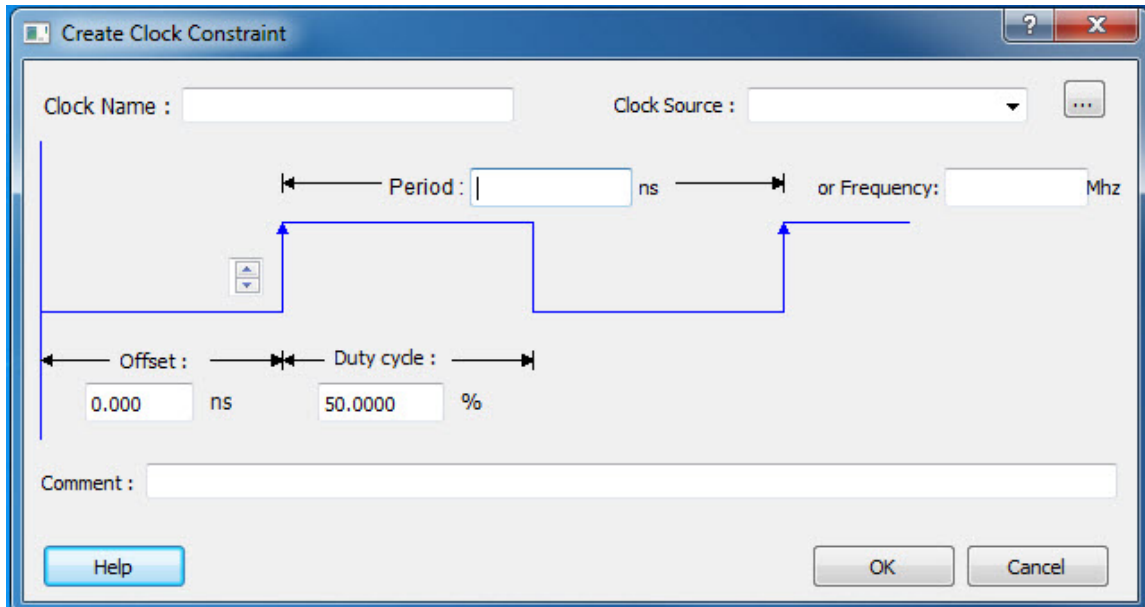 Create Clock Constraint
?
X
Clock Name :
Clock Source :
...
Period :
ns
or Frequency:
Mhz
Offset :
Duty cycle :
0.000
ns
50.0000
%
Comment :
Help
OK
Cancel